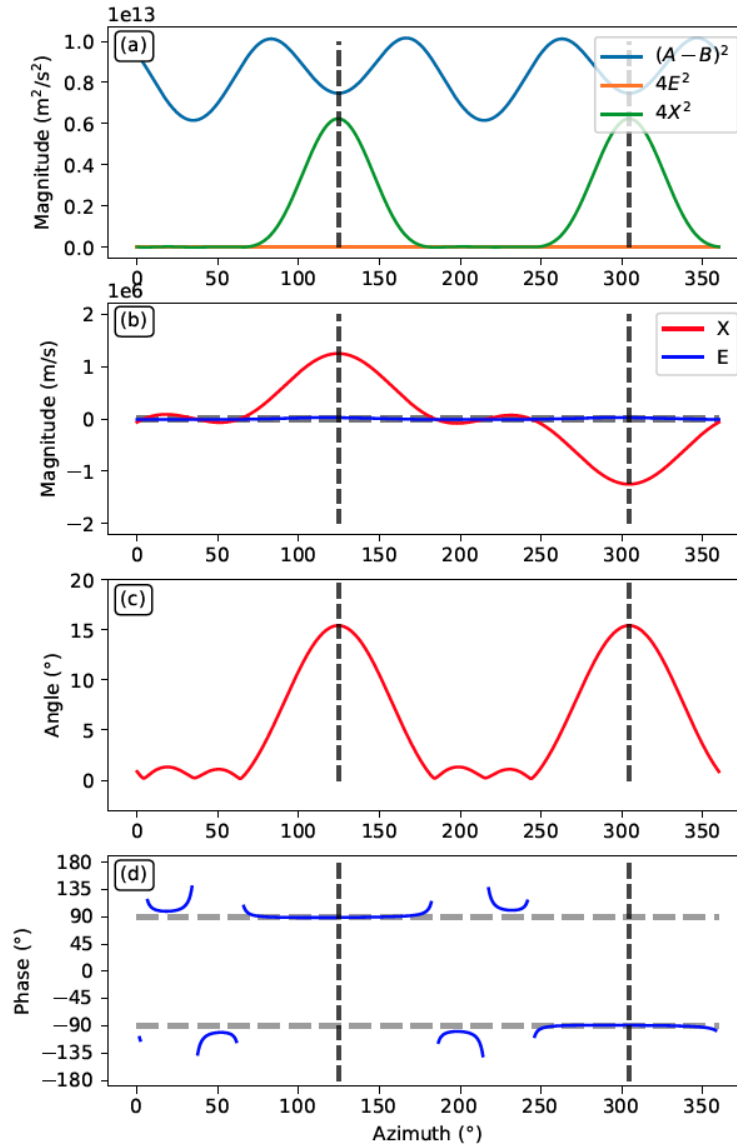 1e13
(a)
(A − B)²
4E²
4X²
Magnitude (m²/s²)
1.0
0.8
0.6
0.4
0.2
0.0
0 50 100 150 200 250 300 350
1e6
(b)
X
E
Magnitude (m/s)
2
1
0
−1
−2
0 50 100 150 200 250 300 350
(c)
Angle (°)
20
15
10
5
0
0 50 100 150 200 250 300 350
(d)
Phase (°)
180
135
90
45
0
−45
−90
−135
−180
0 50 100 150 200 250 300 350
Azimuth (°)